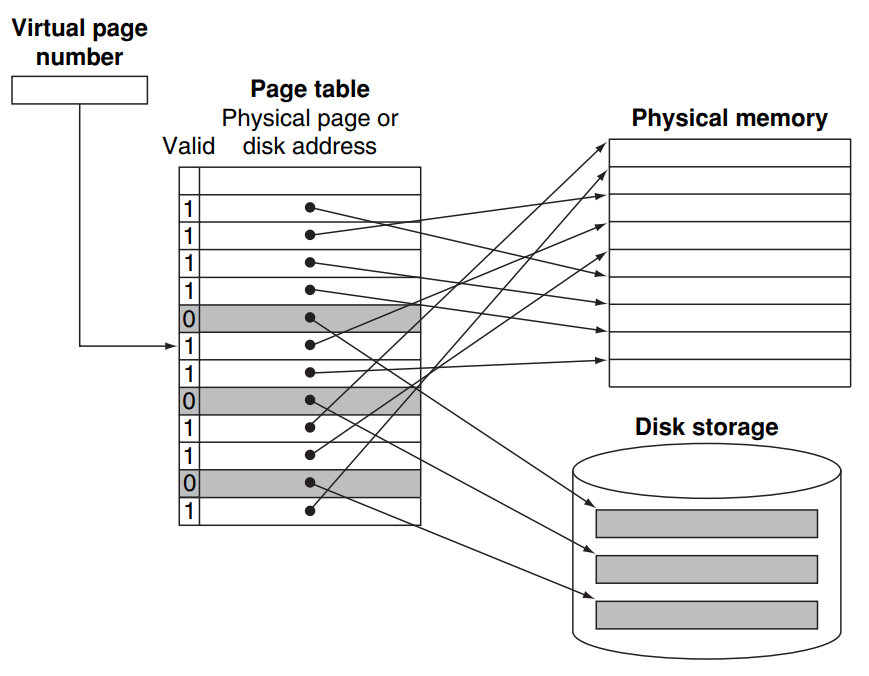 Virtual page
number
Page table
Physical page or
Valid disk address
Physical memory
1
1
1
1
0
1
1
0
1
1
0
1
Disk storage